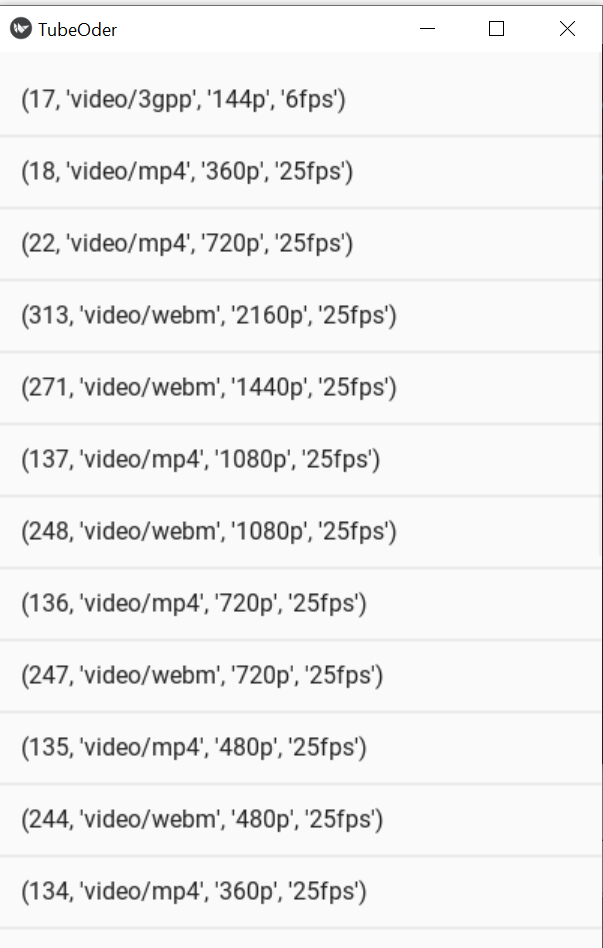 TubeOder
(17, 'video/3gpp', '144p', '6fps')
(18, 'video/mp4', '360p', '25fps')
(22, 'video/mp4', '720p', '25fps')
(313, 'video/webm', '2160p', '25fps')
(271, 'video/webm', '1440p', '25fps')
(137, 'video/mp4', '1080p', '25fps')
(248, 'video/webm', '1080p', '25fps')
(136, 'video/mp4', '720p', '25fps')
(247, 'video/webm', '720p', '25fps')
(135, 'video/mp4', '480p', '25fps')
(244, 'video/webm', '480p', '25fps')
(134, 'video/mp4', '360p', '25fps')